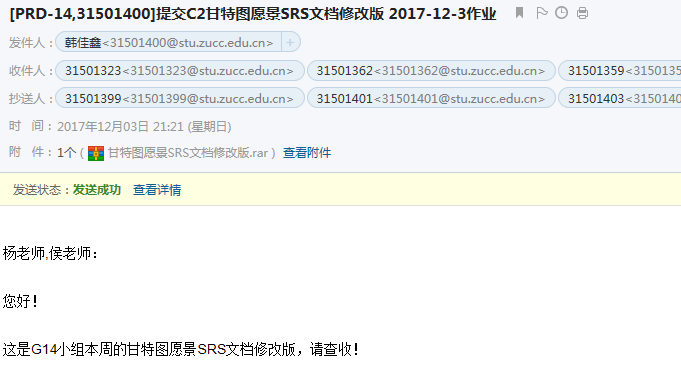 [PRD-14,31501400]提交C2甘特图愿景SRS文档修改版 2017-12-3作业
发件人：韩佳鑫<31501400@stu.zucc.edu.cn> +
收件人：31501323<31501323@stu.zucc.edu.cn> 31501362<31501362@stu.zucc.edu.cn> 31501359<3150135
抄送人：31501399<31501399@stu.zucc.edu.cn> 31501401<31501401@stu.zucc.edu.cn> 31501403<3150140
时 间：2017年12月03日 21:21 (星期日)
附 件：1个 ( 甘特图愿景SRS文档修改版.rar ) 查看附件
发送状态：发送成功 查看详情
杨老师,侯老师：
您好！
这是G14小组本周的甘特图愿景SRS文档修改版，请查收！